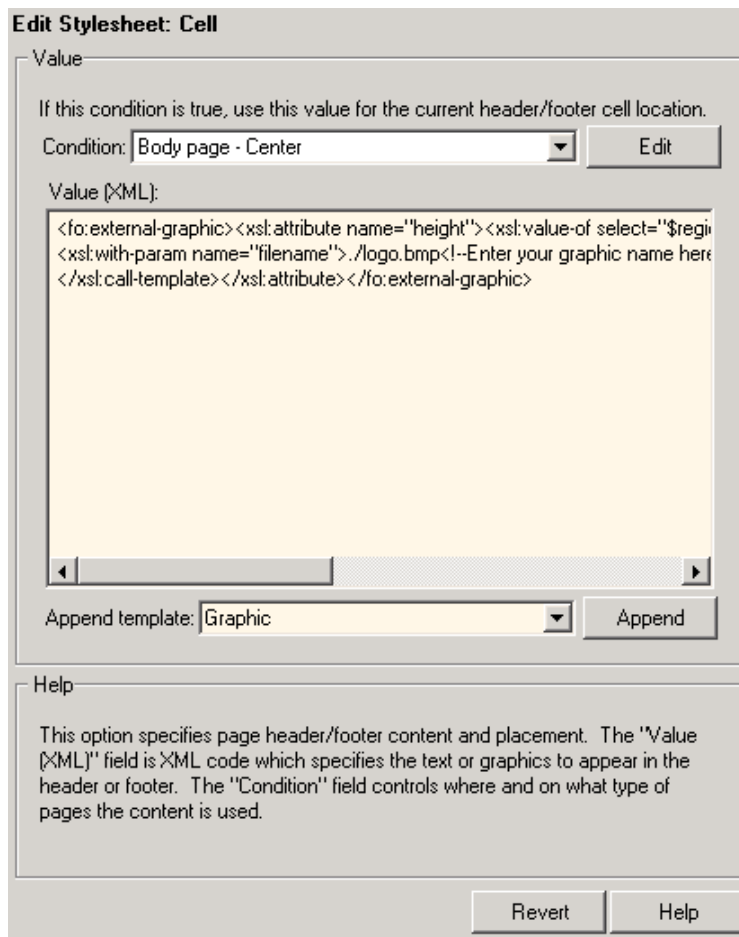 Edit Stylesheet: Cell
Value
If this condition is true, use this value for the current header/footer cell location.
Condition: Body page - Center Edit
Value (XML):
<fo:external-graphic><xsl:attribute name="height"><xsl:value-of select="$regi
<xsl:with-param name="filename">./logo.bmp<!--Enter your graphic name here
</xsl:call-template></xsl:attribute></fo:external-graphic>
Append template: Graphic Append
Help
This option specifies page header/footer content and placement. The "Value
(XML)" field is XML code which specifies the text or graphics to appear in the
header or footer. The "Condition" field controls where and on what type of
pages the content is used.
Revert Help